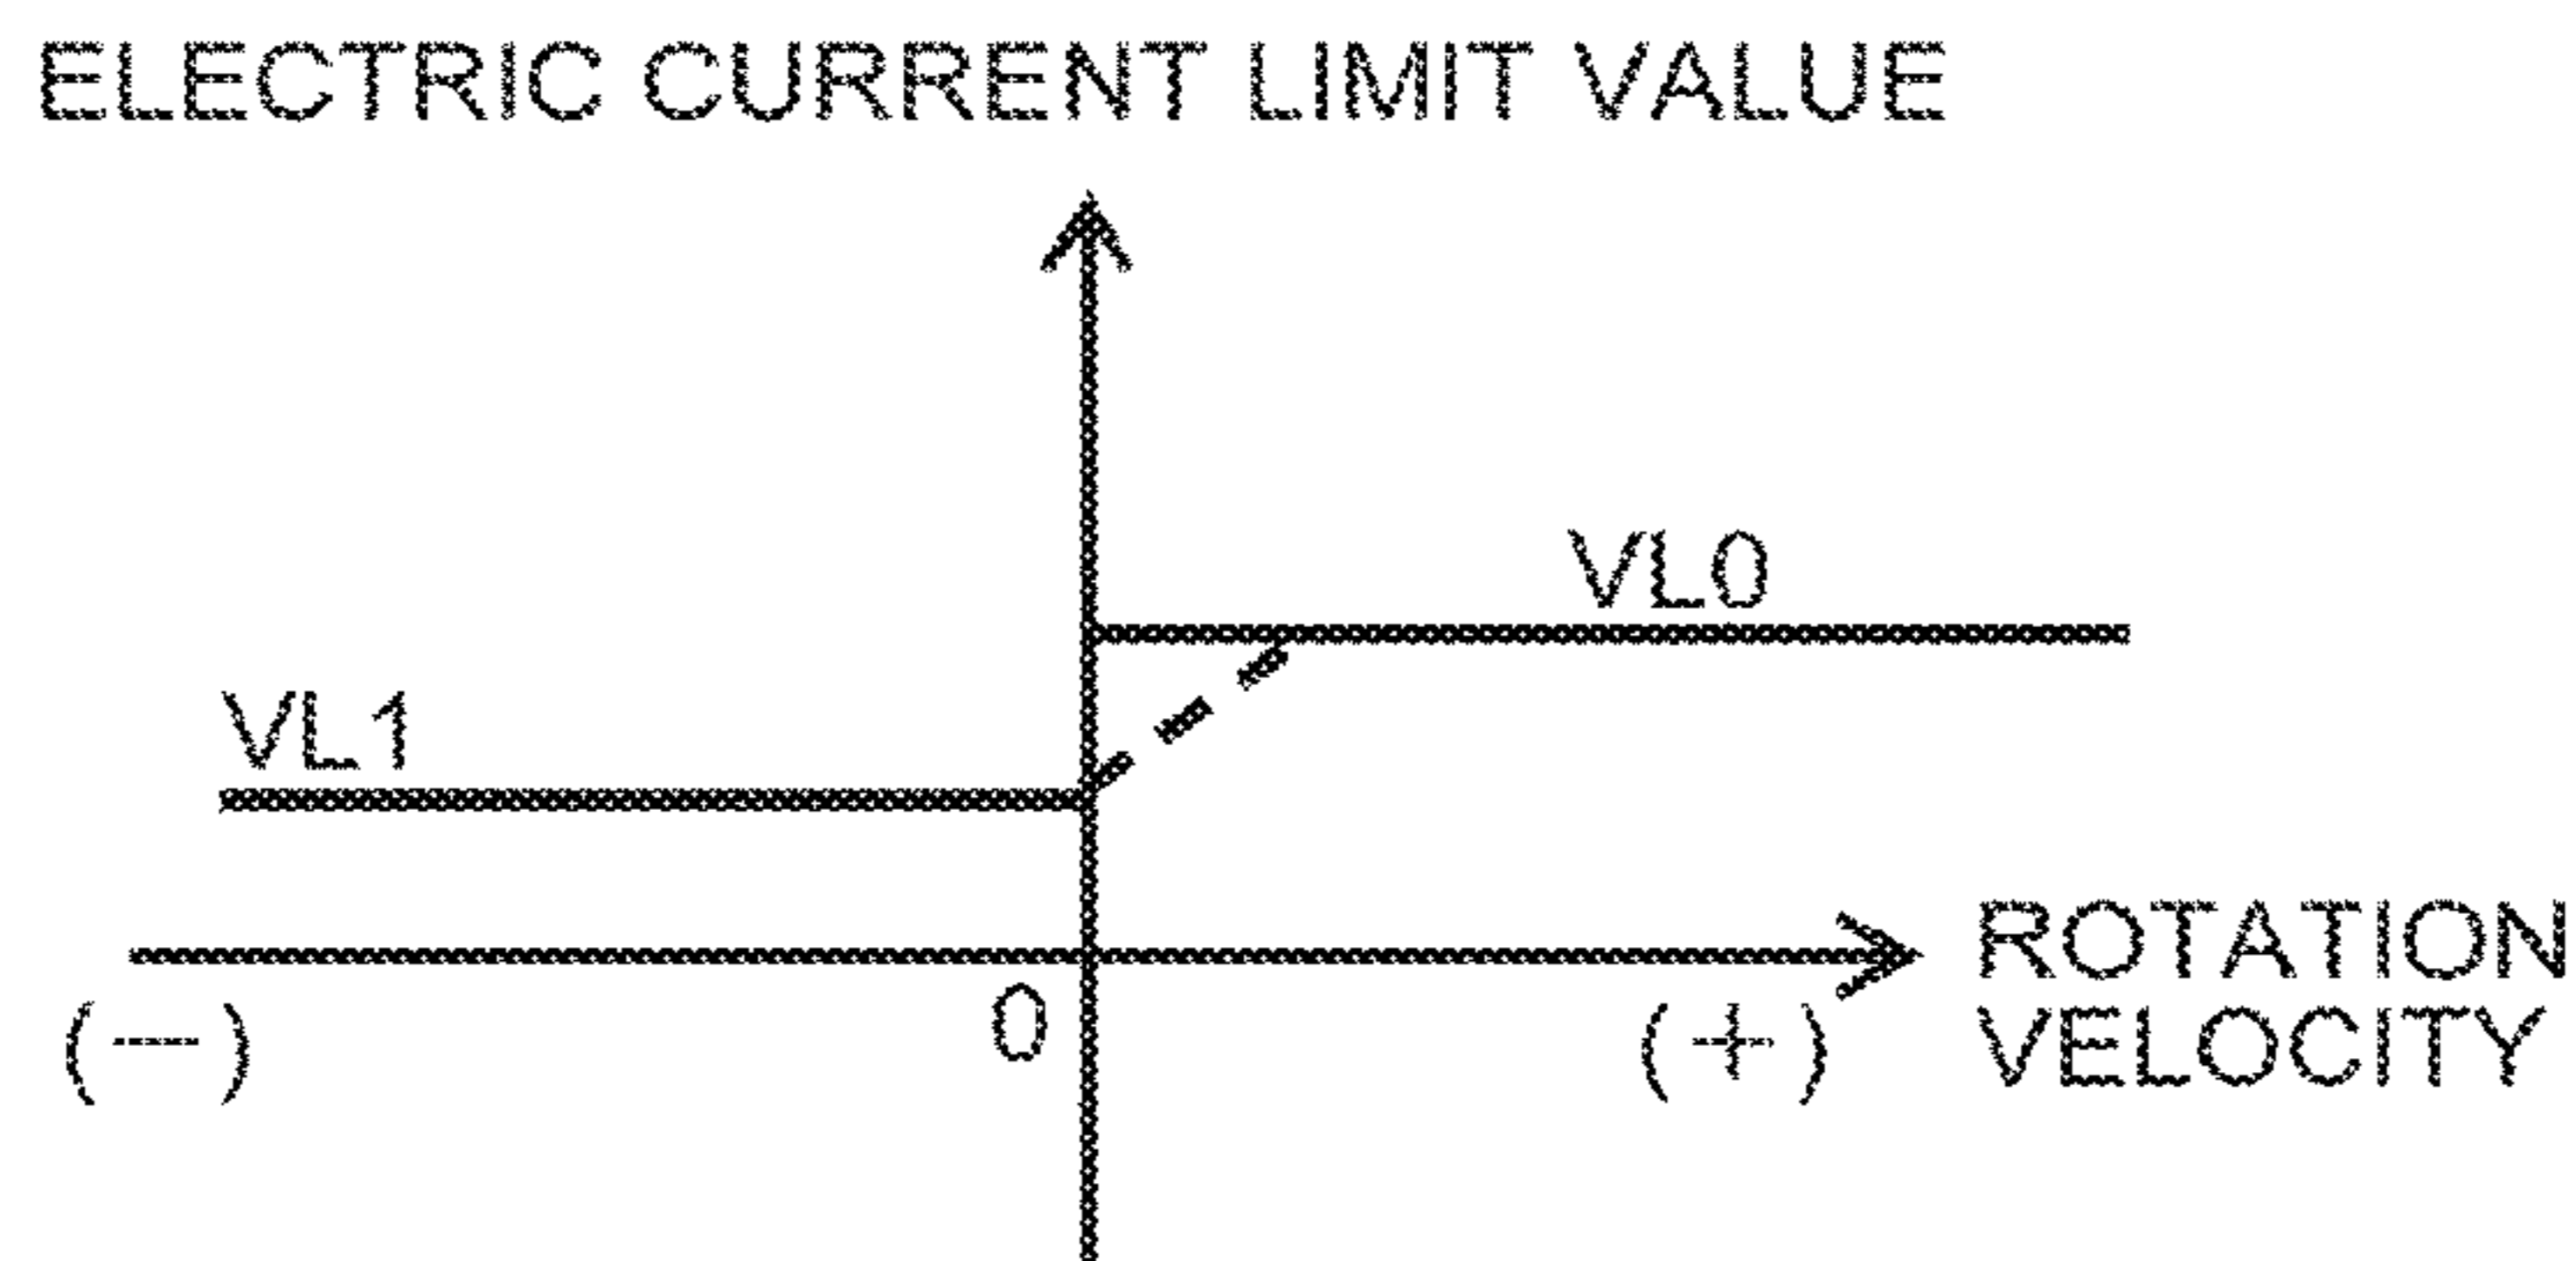 ELECTRIC CURRENT LIMIT VALUE
VL0
VL1
ROTATION
VELOCITY
(—)
0
(+)